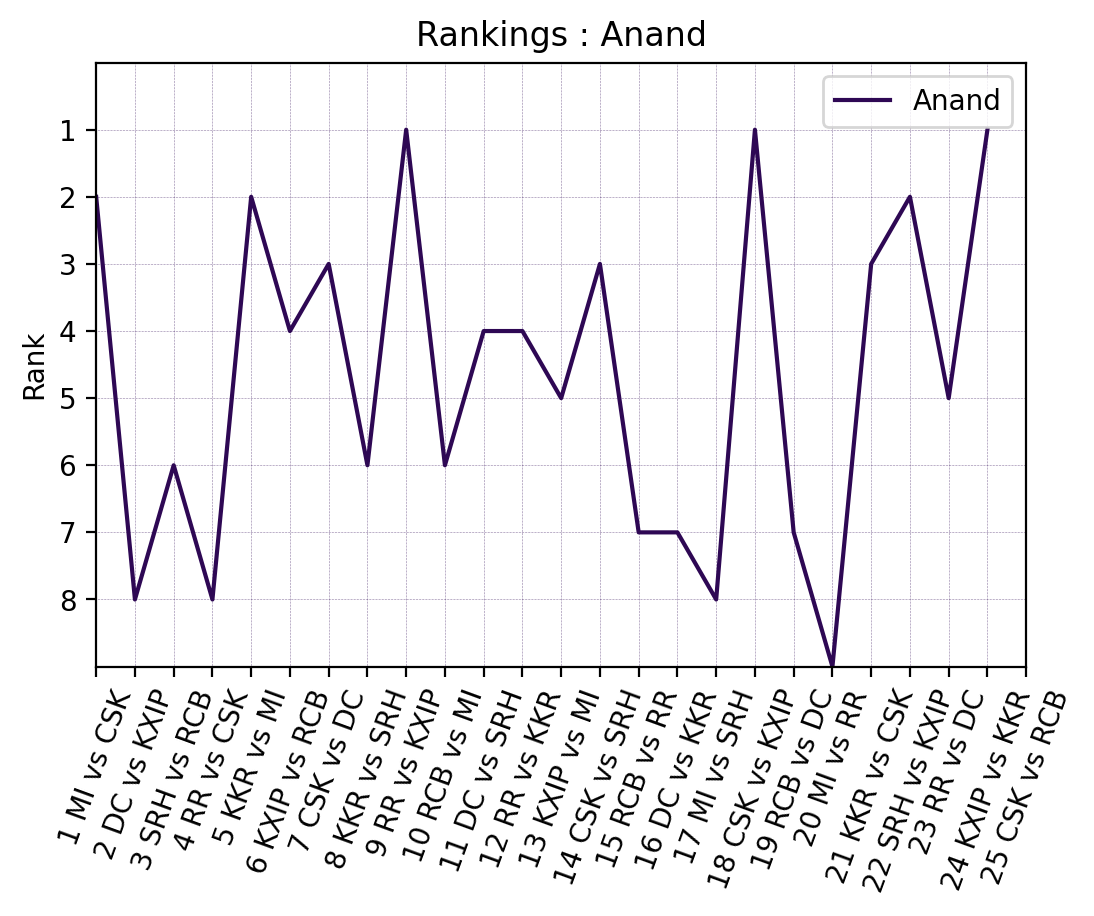 Rankings : Anand
Anand
Rank
1
2
3
4
5
6
7
8
1 MI vs CSK
2 DC vs KXIP
3 SRH vs RCB
4 RR vs CSK
5 KKR vs MI
6 KXIP vs RCB
7 CSK vs DC
8 KKR vs SRH
9 RR vs KXIP
10 RCB vs MI
11 DC vs SRH
12 RR vs KKR
13 KXIP vs MI
14 CSK vs SRH
15 RCB vs RR
16 DC vs KKR
17 MI vs SRH
18 CSK vs KXIP
19 RCB vs DC
20 MI vs RR
21 KKR vs CSK
22 SRH vs KXIP
23 RR vs DC
24 KXIP vs KKR
25 CSK vs RCB